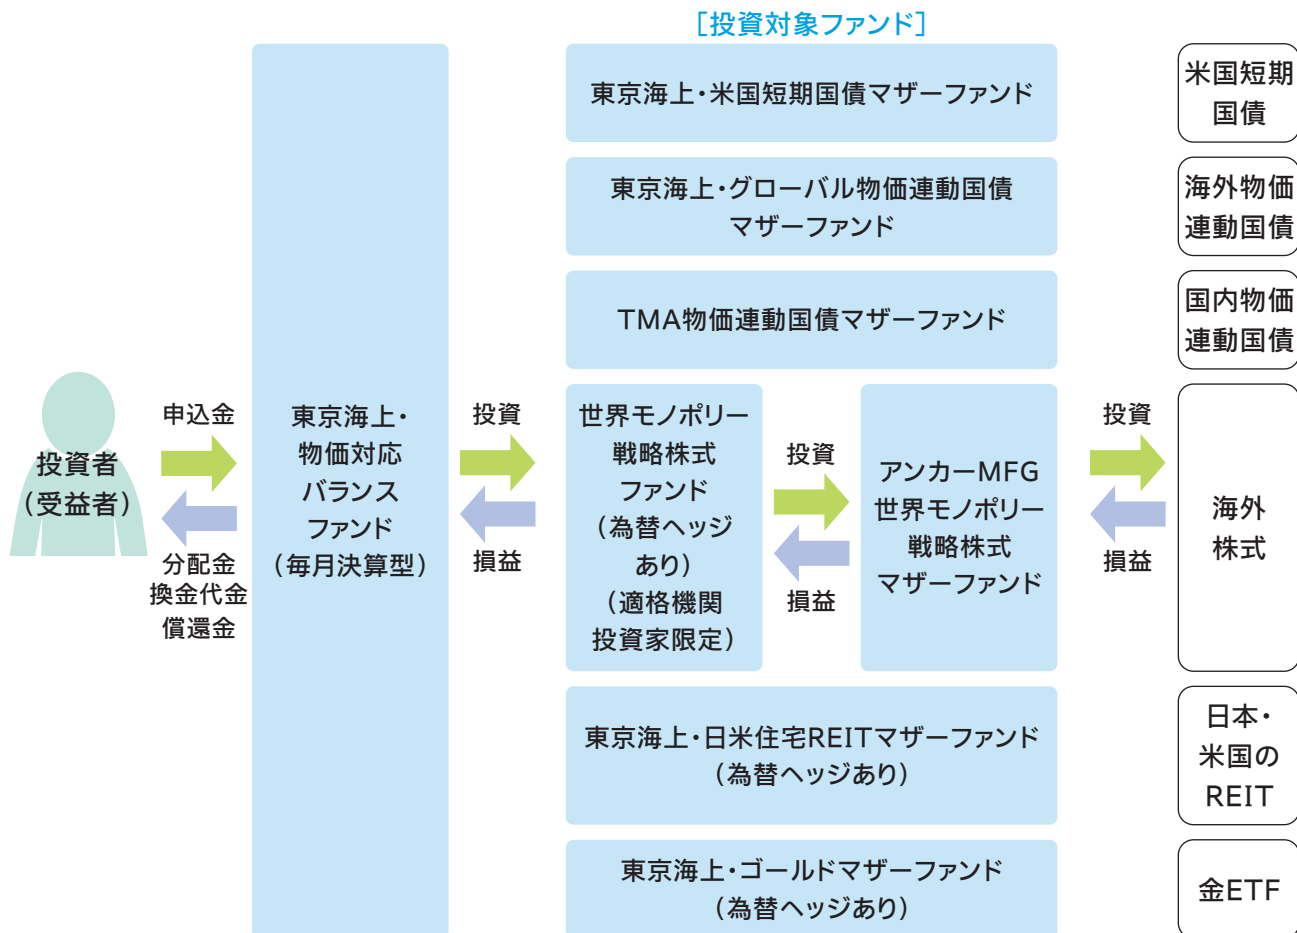 ［投資対象ファンド］
東京海上・米国短期国債マザーファンド
米国短期
国債
東京海上・グローバル物価連動国債
マザーファンド
海外物価
連動国債
TMA物価連動国債マザーファンド
国内物価
連動国債
投資者
（受益者）
申込金
分配金
換金代金
償還金
東京海上・
物価対応
バランス
ファンド
（毎月決算型）
投資
損益
世界モノポリー
戦略株式
ファンド
（為替ヘッジ
あり）
（適格機関
投資家限定）
投資
損益
アンカーMFG
世界モノポリー
戦略株式
マザーファンド
投資
損益
海外
株式
東京海上・日米住宅REITマザーファンド
（為替ヘッジあり）
日本・
米国の
REIT
東京海上・ゴールドマザーファンド
（為替ヘッジあり）
金ETF